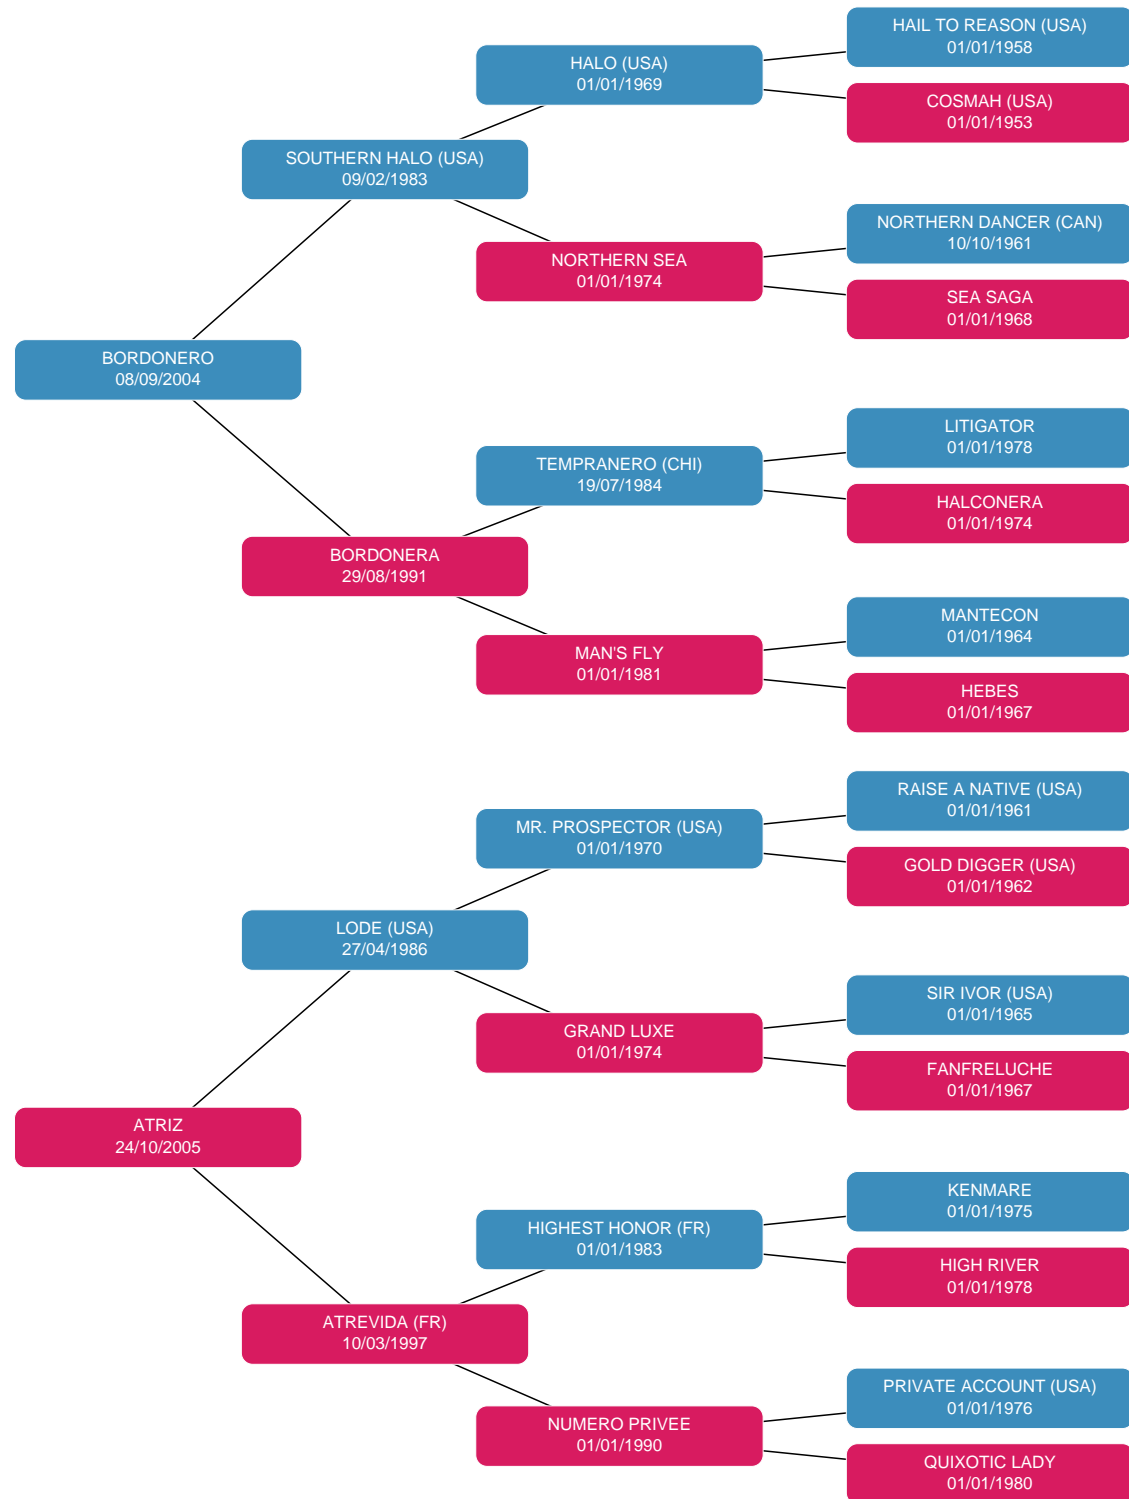 HAIL TO REASON (USA)
01/01/1958
HALO (USA)
01/01/1969
COSMAH (USA)
01/01/1953
SOUTHERN HALO (USA)
09/02/1983
NORTHERN DANCER (CAN)
10/10/1961
NORTHERN SEA
01/01/1974
SEA SAGA
01/01/1968
BORDONERO
08/09/2004
LITIGATOR
01/01/1978
TEMPRANERO (CHI)
19/07/1984
HALCONERA
01/01/1974
BORDONERA
29/08/1991
MANTECON
01/01/1964
MAN'S FLY
01/01/1981
HEBES
01/01/1967
RAISE A NATIVE (USA)
01/01/1961
MR. PROSPECTOR (USA)
01/01/1970
GOLD DIGGER (USA)
01/01/1962
LODE (USA)
27/04/1986
SIR IVOR (USA)
01/01/1965
GRAND LUXE
01/01/1974
FANFRELUCHE
01/01/1967
ATRIZ
24/10/2005
KENMARE
01/01/1975
HIGHEST HONOR (FR)
01/01/1983
HIGH RIVER
01/01/1978
ATREVIDA (FR)
10/03/1997
PRIVATE ACCOUNT (USA)
01/01/1976
NUMERO PRIVEE
01/01/1990
QUIXOTIC LADY
01/01/1980